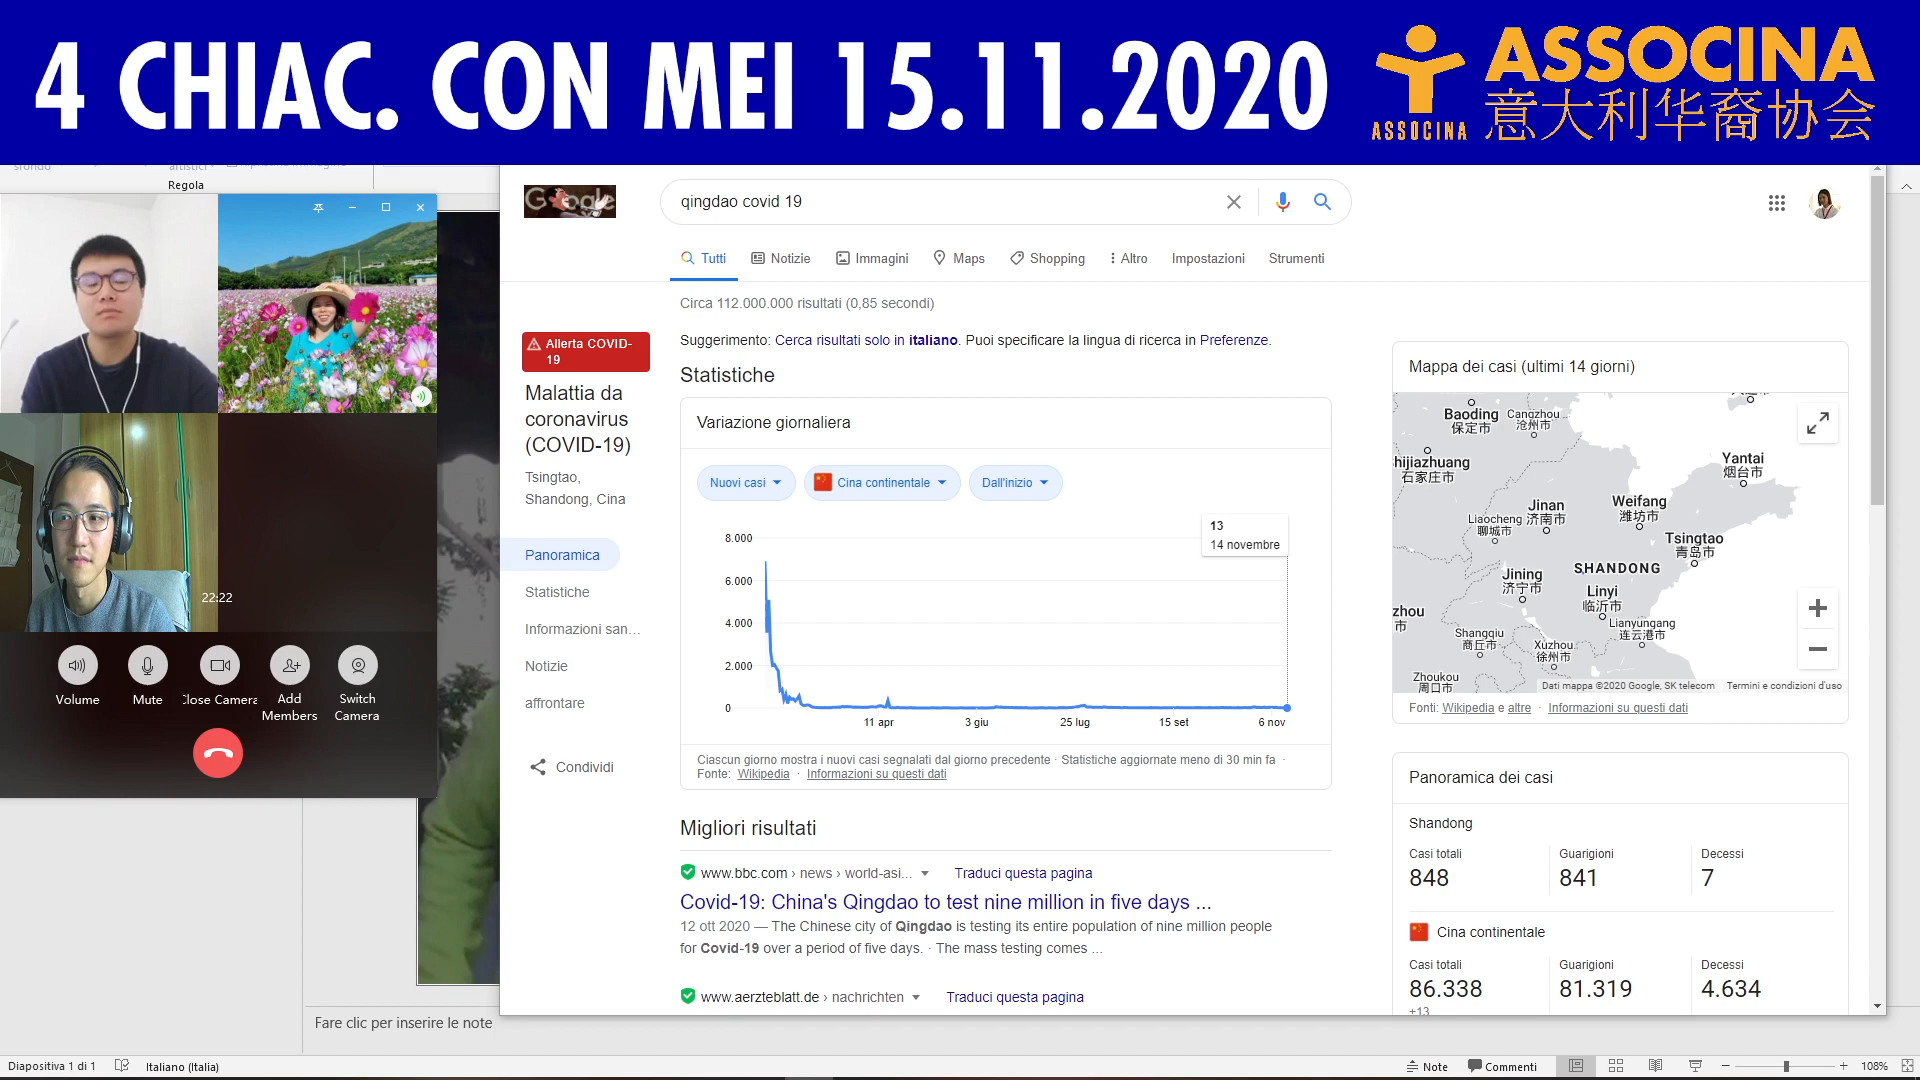 4 CHIAC. CON MEI 15.11.2020
ASSOCINA
ASSOCINA
意大利华裔协会
sfondo
artistici
Regola
Google
qingdao covid 19
Tutti
Notizie
Immagini
Maps
Shopping
Altro
Impostazioni
Strumenti
Circa 112.000.000 risultati (0,85 secondi)
Suggerimento: Cerca risultati solo in italiano. Puoi specificare la lingua di ricerca in Preferenze.
Allerta COVID-
19
Malattia da
coronavirus
(COVID-19)
Tsingtao,
Shandong, Cina
Panoramica
Statistiche
Informazioni san...
Notizie
affrontare
Condividi
Statistiche
Variazione giornaliera
Nuovi casi
Cina continentale
Dall'inizio
13
14 novembre
8.000
6.000
4.000
2.000
0
11 apr
3 giu
25 lug
15 set
6 nov
Ciascun giorno mostra i nuovi casi segnalati dal giorno precedente · Statistiche aggiornate meno di 30 min fa ·
Fonte: Wikipedia · Informazioni su questi dati
Migliori risultati
www.bbc.com › news › world-asi...
Traduci questa pagina
Covid-19: China's Qingdao to test nine million in five days ...
12 ott 2020 — The Chinese city of Qingdao is testing its entire population of nine million people
for Covid-19 over a period of five days. · The mass testing comes ...
www.aerzteblatt.de › nachrichten
Traduci questa pagina
Mappa dei casi (ultimi 14 giorni)
Baoding
保定市
Cangzhou
沧州市
hijiazhuang
石家庄市
Yantai
烟台市
Jinan
济南市
Weifang
潍坊市
Liaocheng
聊城市
Tsingtao
青岛市
SHANDONG
Jining
济宁市
Linyi
临沂市
zhou
市
Lianyungang
连云港市
Shangqiu
商丘市
Xuzhou
徐州市
Zhoukou
周口市
Dati mappa ©2020 Google, SK telecom
Termini e condizioni d'uso
Fonti: Wikipedia e altre · Informazioni su questi dati
Panoramica dei casi
Shandong
Casi totali
Guarigioni
Decessi
848
841
7
Cina continentale
Casi totali
Guarigioni
Decessi
86.338
81.319
4.634
+13
22:22
Volume
Mute
Close Camera
Add
Members
Switch
Camera
Fare clic per inserire le note
Diapositiva 1 di 1
Italiano (Italia)
Note
Commenti
108%